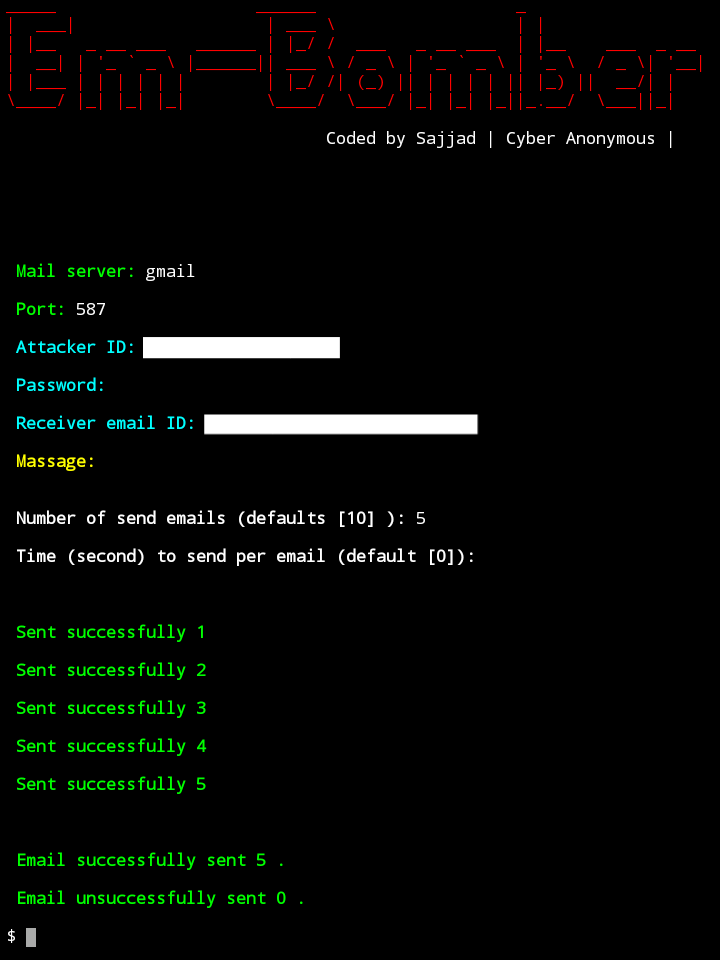 Em-Bomber
Coded by Sajjad | Cyber Anonymous |
Mail server: gmail
Port: 587
Attacker ID:
Password:
Receiver email ID:
Massage:
Number of send emails (defaults [10] ): 5
Time (second) to send per email (default [0]):
Sent successfully 1
Sent successfully 2
Sent successfully 3
Sent successfully 4
Sent successfully 5
Email successfully sent 5 .
Email unsuccessfully sent 0 .
$